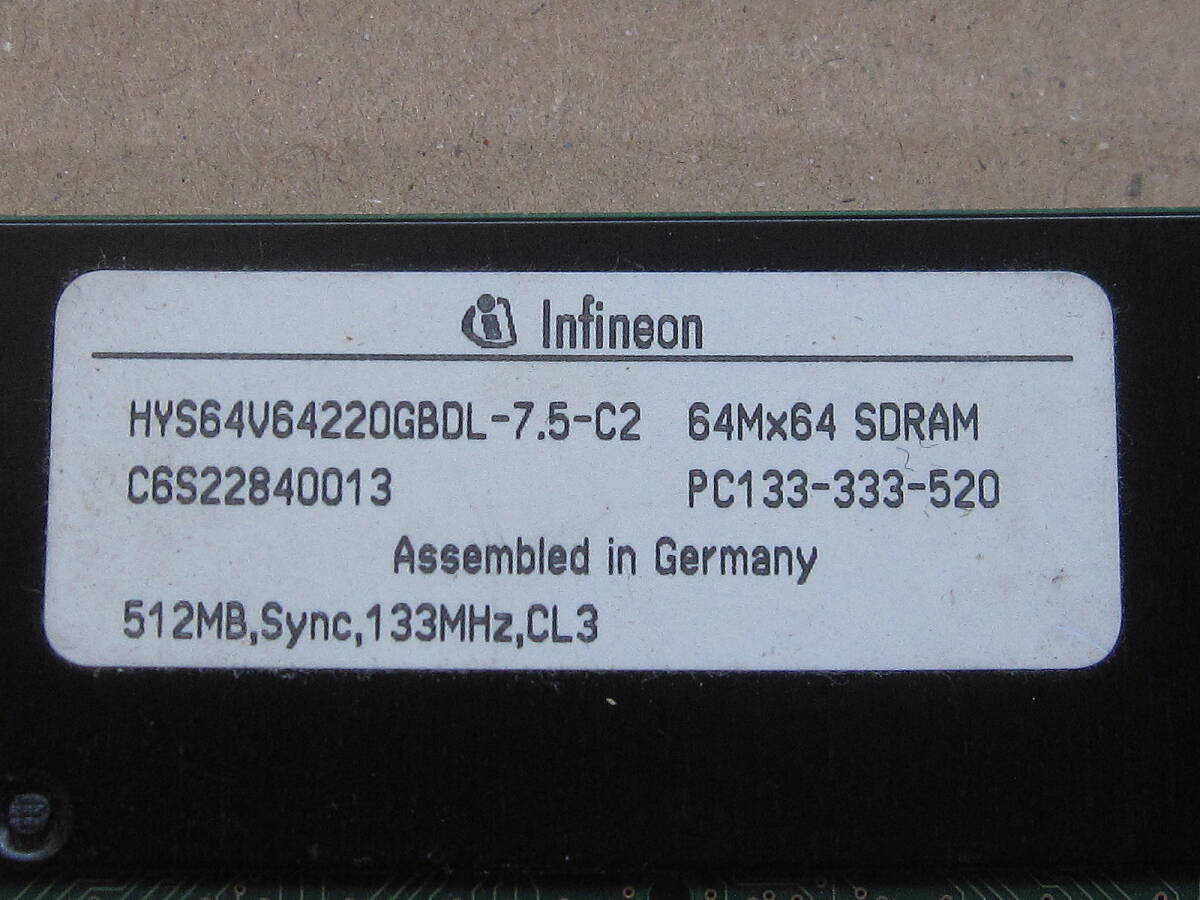 Infineon
HYS64V64220GBDL-7.5-C2 64Mx64 SDRAM
C6S22840013 PC133-333-520
Assembled in Germany
512MB,Sync,133MHz,CL3